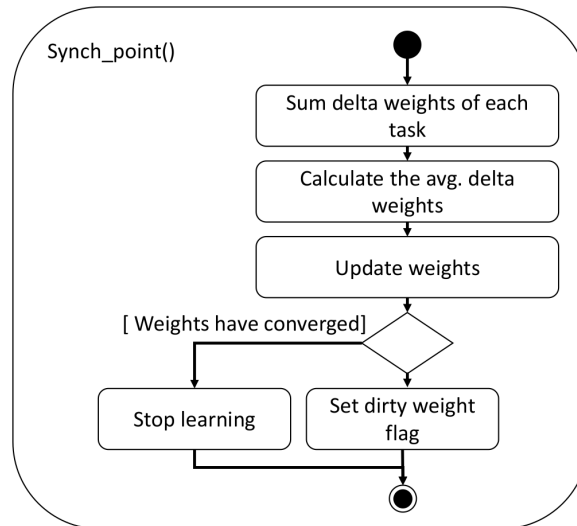 Synch_point()
Sum delta weights of each
task
Calculate the avg. delta
weights
Update weights
[ Weights have converged]
Stop learning
Set dirty weight
flag